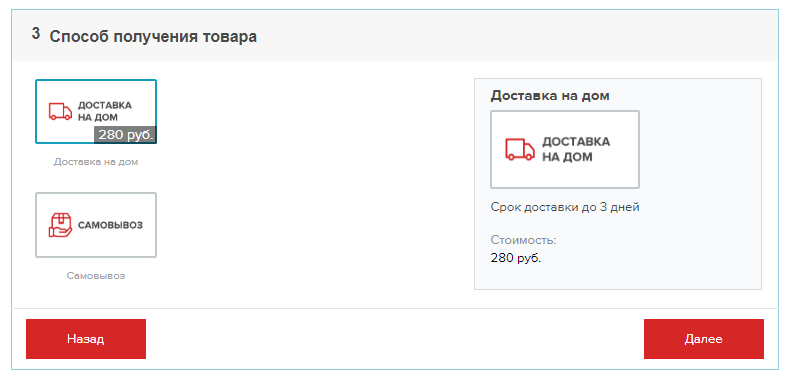 3 Способ получения товара
ДОСТАВКА
НА ДОМ
280 руб.
Доставка на дом
САМОВЫВОЗ
Самовывоз
Доставка на дом
ДОСТАВКА
НА ДОМ
Срок доставки до 3 дней
Стоимость:
280 руб.
Назад
Далее